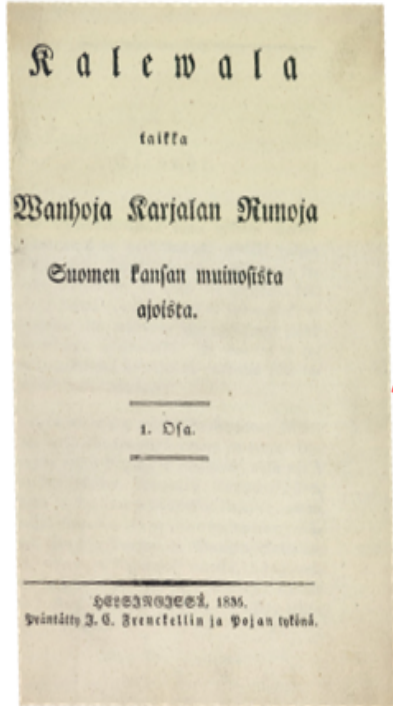 Kalewala
taikka
Wanhoja Karjalan Runoja
Suomen kansan muinosista
ajoista.
1. Osa.
HELSINGISSÄ, 1835.
Präntätty J. C. Frenckellin ja Pojan tykönä.